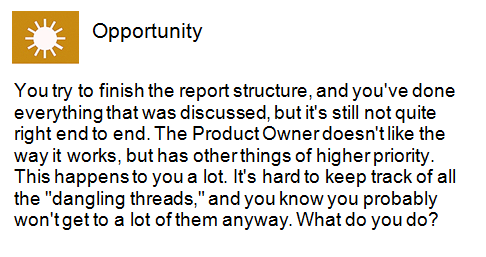 Opportunity
You try to finish the report structure, and you've done
everything that was discussed, but it's still not quite
right end to end. The Product Owner doesn't like the
way it works, but has other things of higher priority.
This happens to you a lot. It's hard to keep track of all
the "dangling threads," and you know you probably
won't get to a lot of them anyway. What do you do?